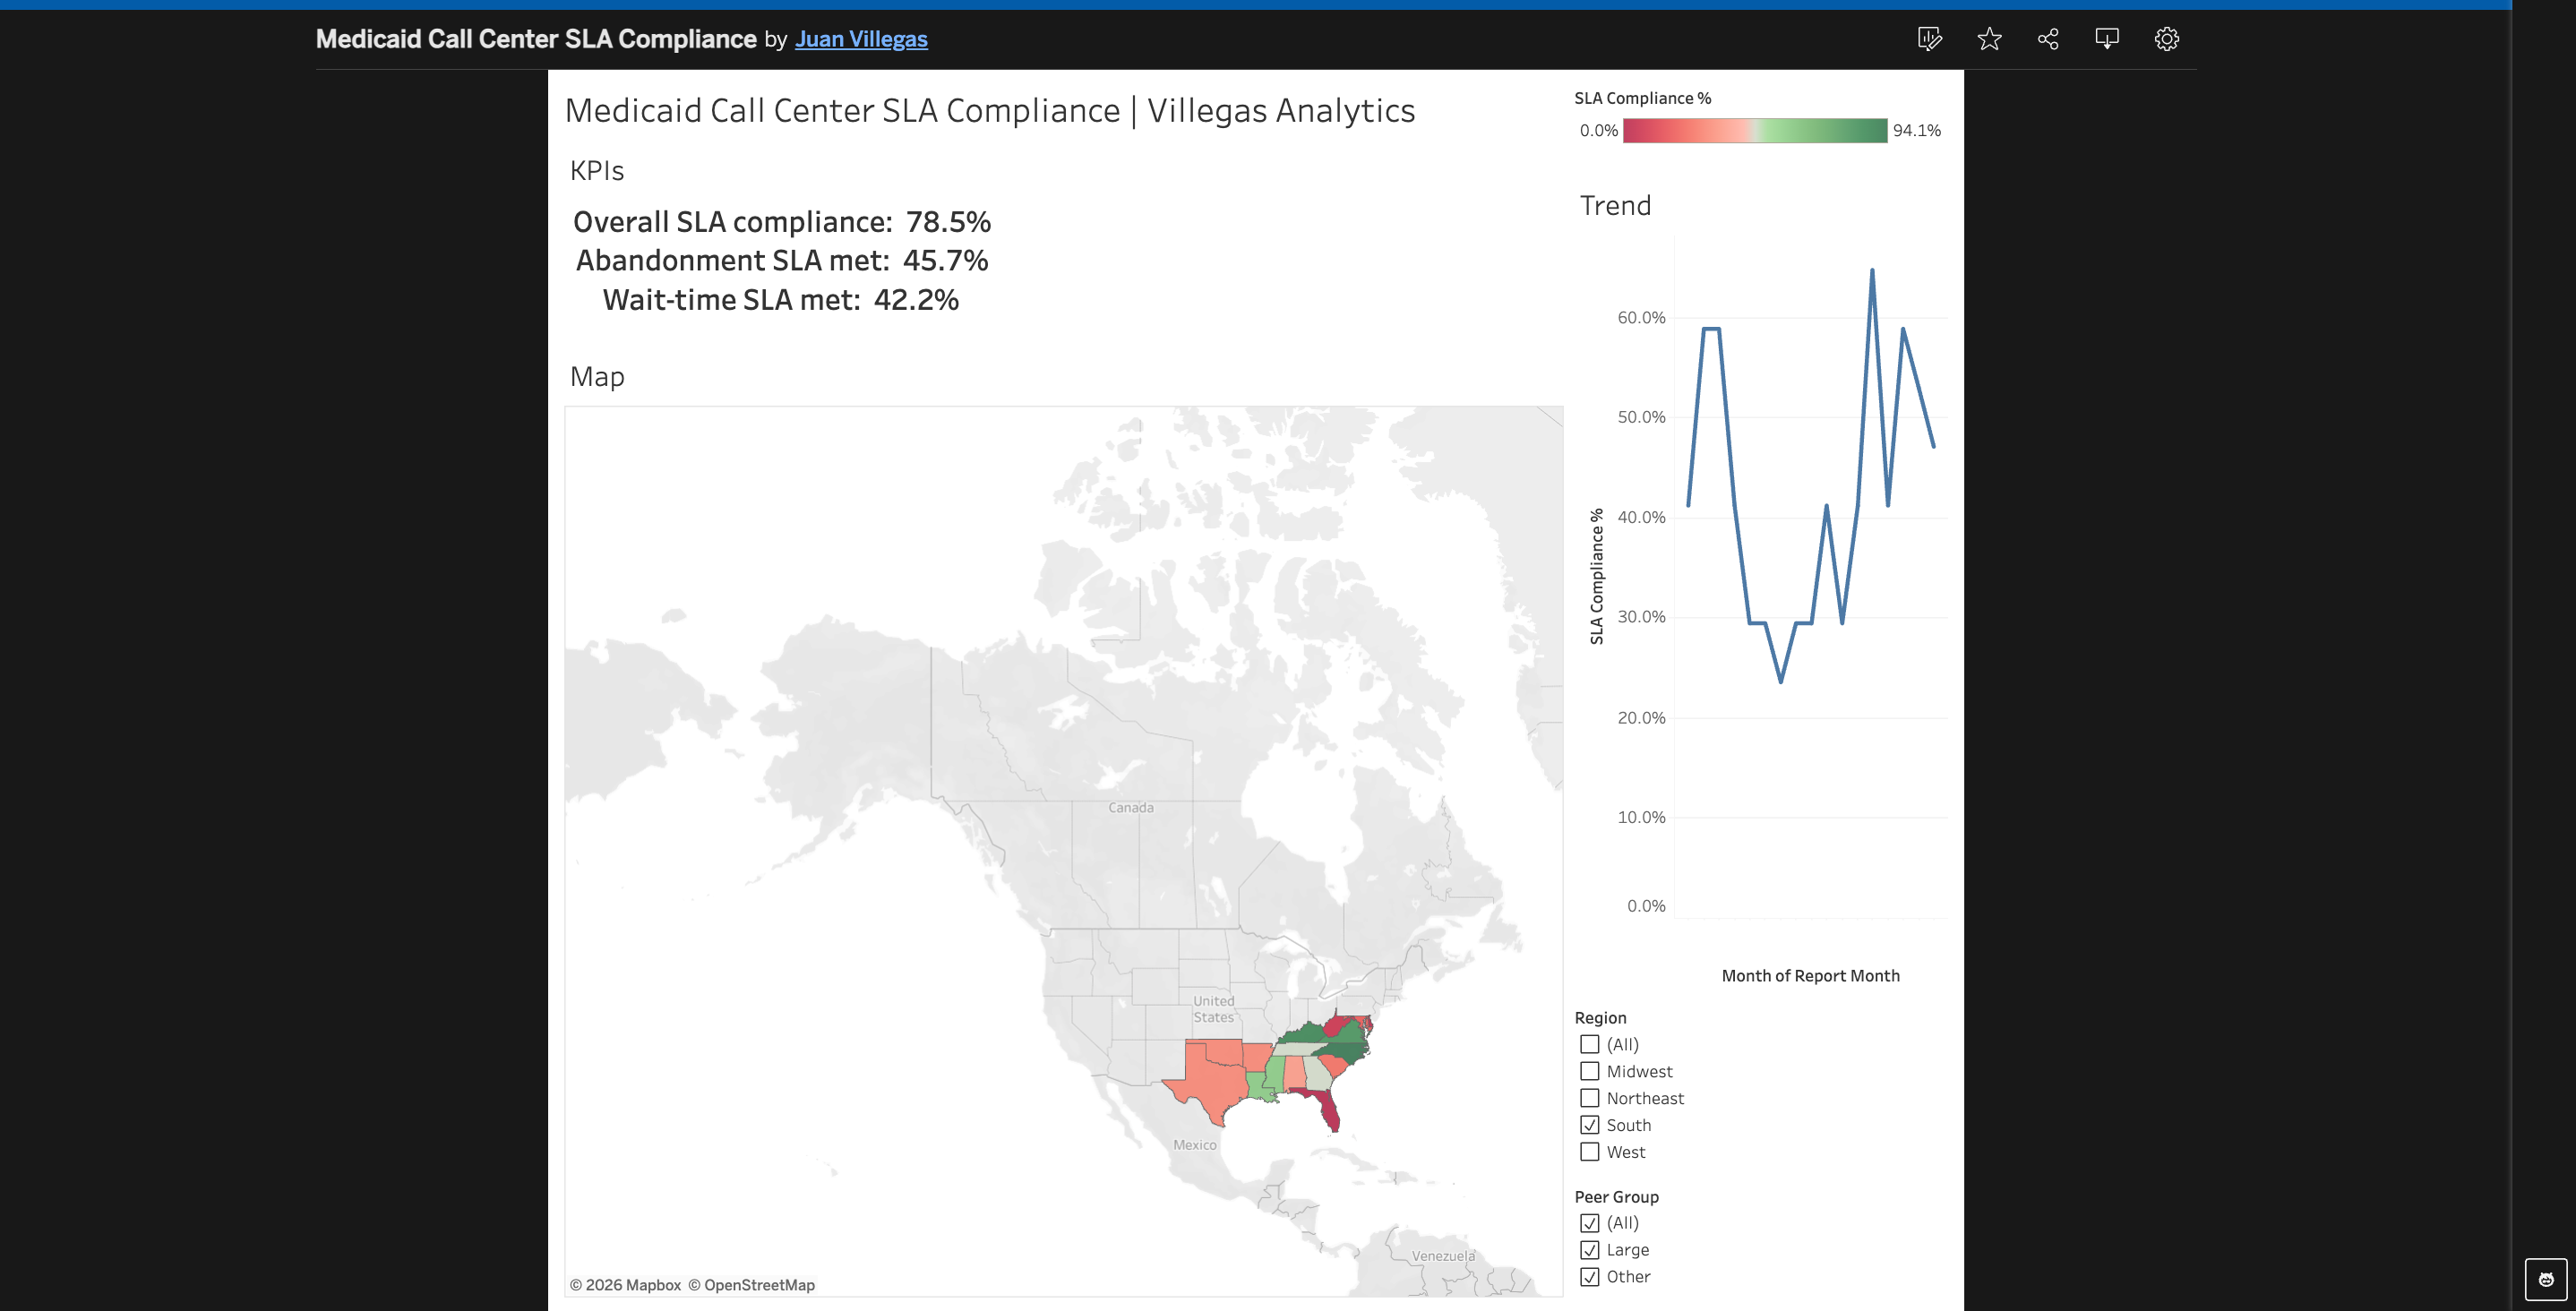 Medicaid Call Center SLA Compliance by Juan Villegas
Medicaid Call Center SLA Compliance | Villegas Analytics
KPIs
Overall SLA compliance: 78.5%
Abandonment SLA met: 45.7%
Wait-time SLA met: 42.2%
Map
Canada
United
States
Mexico
Venezuela
© 2026 Mapbox © OpenStreetMap
SLA Compliance %
0.0% 94.1%
Trend
60.0%
50.0%
40.0%
30.0%
20.0%
10.0%
0.0%
SLA Compliance %
Month of Report Month
Region
(All)
Midwest
Northeast
South
West
Peer Group
(All)
Large
Other